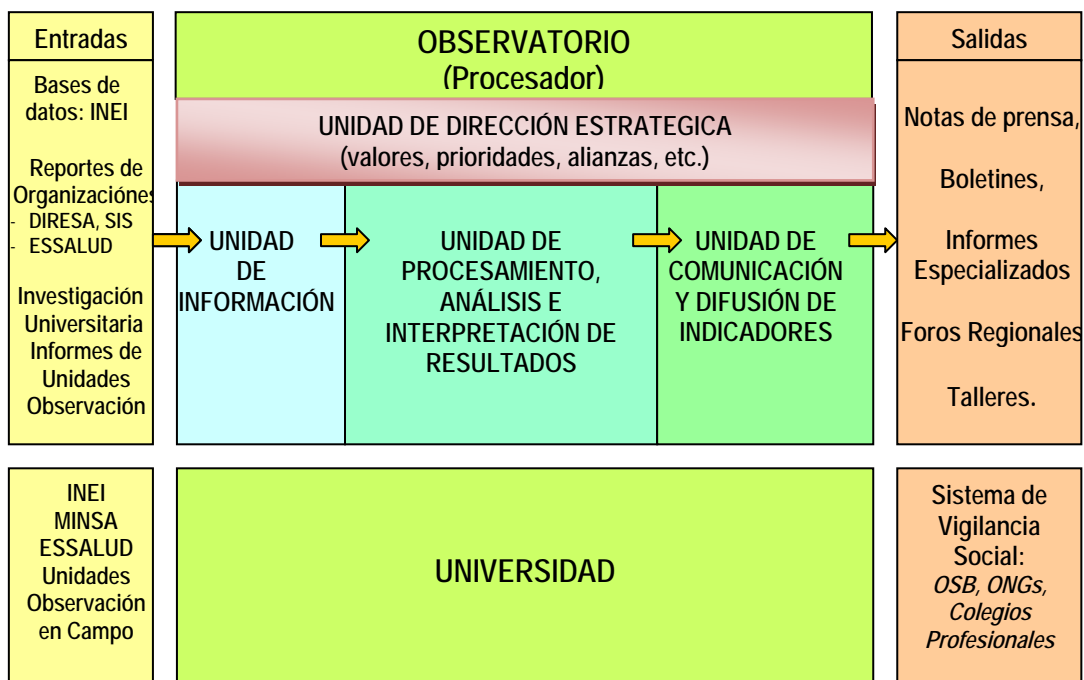 Entradas
Bases de
datos: INEI
Reportes de
Organizaciónes
- DIRESA, SIS
- ESSALUD
Investigación
Universitaria
Informes de
Unidades
Observación
OBSERVATORIO
(Procesador)
UNIDAD DE DIRECCIÓN ESTRATEGICA
(valores, prioridades, alianzas, etc.)
UNIDAD
DE
INFORMACIÓN
UNIDAD DE
PROCESAMIENTO,
ANÁLISIS E
INTERPRETACIÓN DE
RESULTADOS
UNIDAD DE
COMUNICACIÓN
Y DIFUSIÓN DE
INDICADORES
Salidas
Notas de prensa,
Boletines,
Informes
Especializados
Foros Regionales
Talleres.
INEI
MINSA
ESSALUD
Unidades
Observación
en Campo
UNIVERSIDAD
Sistema de
Vigilancia
Social:
OSB, ONGs,
Colegios
Profesionales